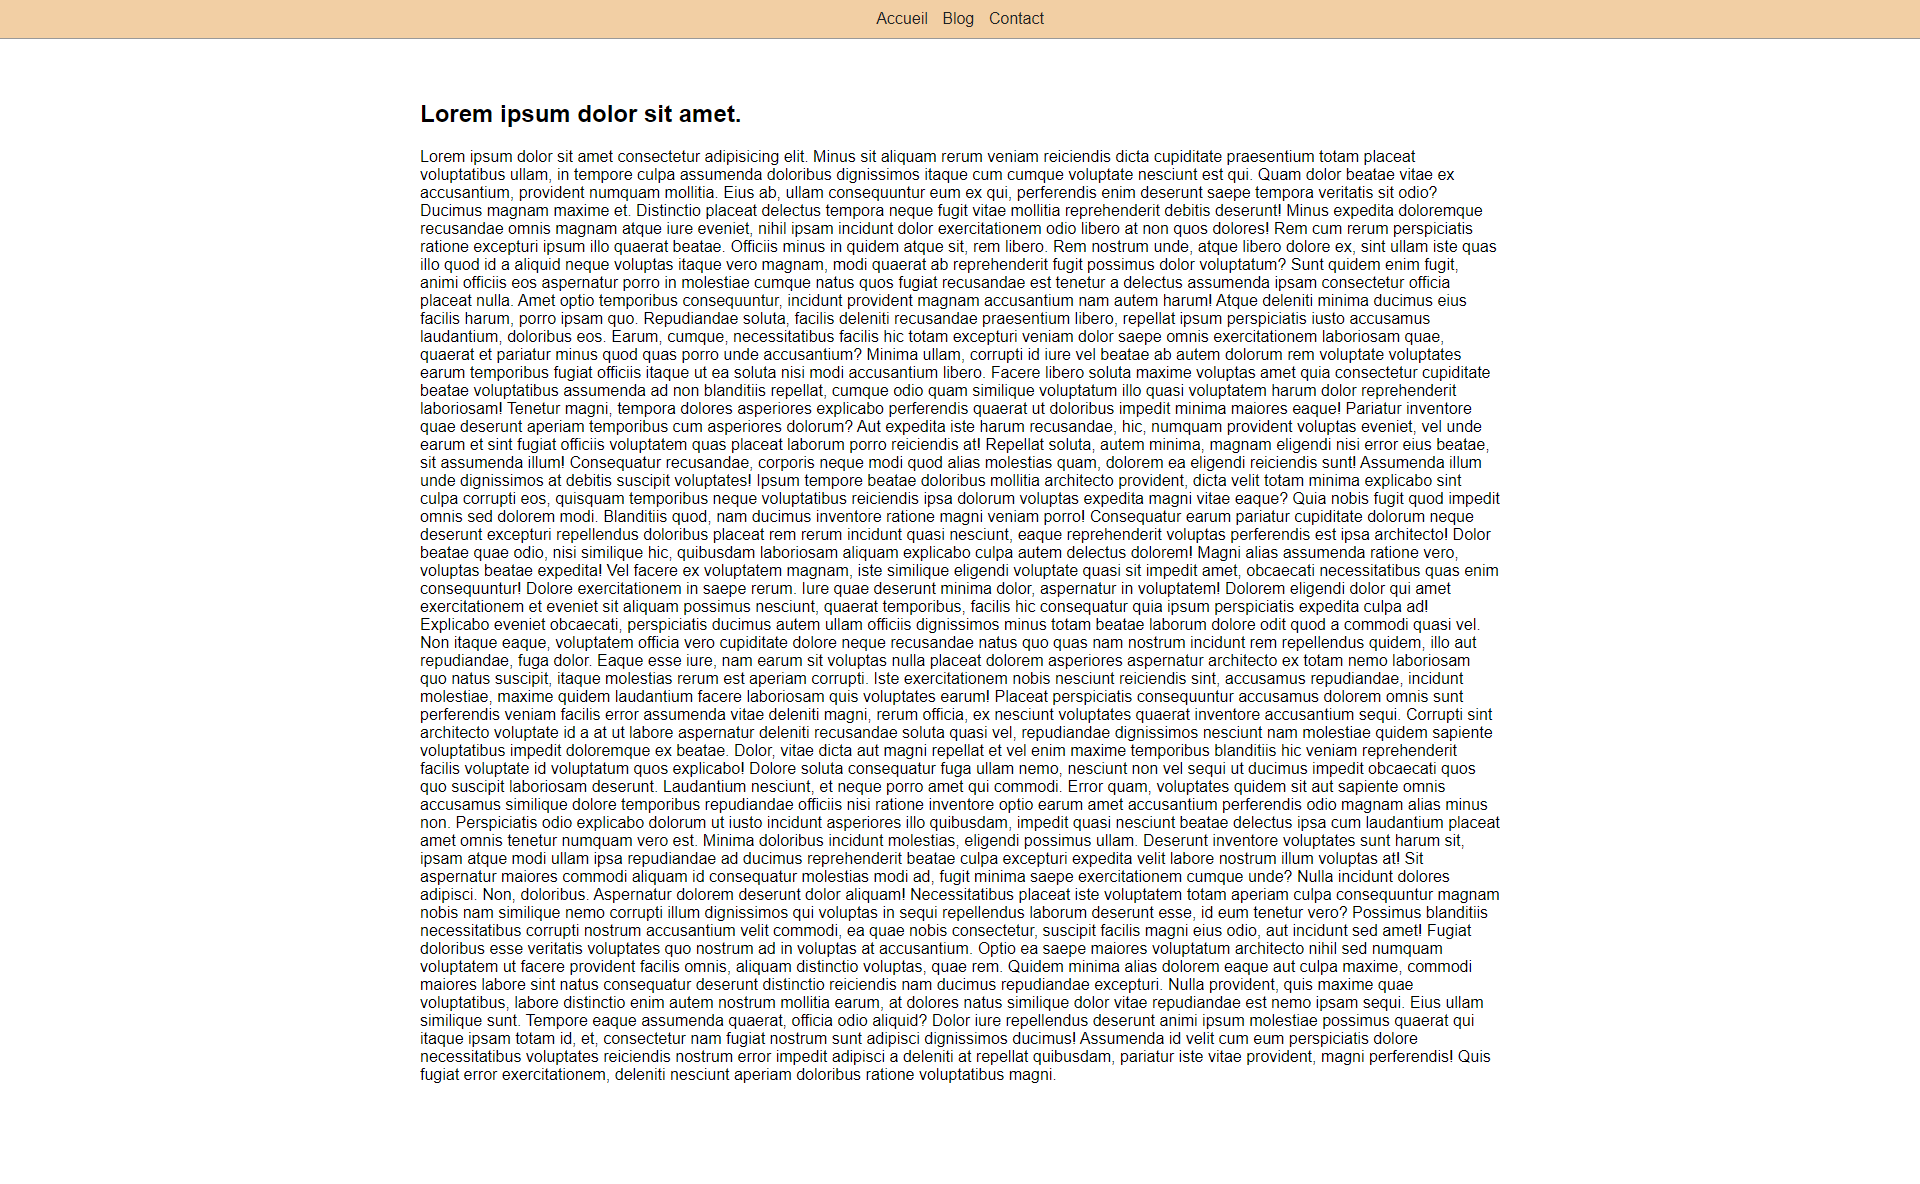 Accueil Blog Contact
Lorem ipsum dolor sit amet.
Lorem ipsum dolor sit amet consectetur adipisicing elit. Minus sit aliquam rerum veniam reiciendis dicta cupiditate praesentium totam placeat
voluptatibus ullam, in tempore culpa assumenda doloribus dignissimos itaque cum cumque voluptate nesciunt est qui. Quam dolor beatae vitae ex
accusantium, provident numquam mollitia. Eius ab, ullam consequuntur eum ex qui, perferendis enim deserunt saepe tempora veritatis sit odio?
Ducimus magnam maxime et. Distinctio placeat delectus tempora neque fugit vitae mollitia reprehenderit debitis deserunt! Minus expedita doloremque
recusandae omnis magnam atque iure eveniet, nihil ipsam incidunt dolor exercitationem odio libero at non quos dolores! Rem cum rerum perspiciatis
ratione excepturi ipsum illo quaerat beatae. Officiis minus in quidem atque sit, rem libero. Rem nostrum unde, atque libero dolore ex, sint ullam iste quas
illo quod id a aliquid neque voluptas itaque vero magnam, modi quaerat ab reprehenderit fugit possimus dolor voluptatum? Sunt quidem enim fugit,
animi officiis eos aspernatur porro in molestiae cumque natus quos fugiat recusandae est tenetur a delectus assumenda ipsam consectetur officia
placeat nulla. Amet optio temporibus consequuntur, incidunt provident magnam accusantium nam autem harum! Atque deleniti minima ducimus eius
facilis harum, porro ipsam quo. Repudiandae soluta, facilis deleniti recusandae praesentium libero, repellat ipsum perspiciatis iusto accusamus
laudantium, doloribus eos. Earum, cumque, necessitatibus facilis hic totam excepturi veniam dolor saepe omnis exercitationem laboriosam quae,
quaerat et pariatur minus quod quas porro unde accusantium? Minima ullam, corrupti id iure vel beatae ab autem dolorum rem voluptate voluptates
earum temporibus fugiat officiis itaque ut ea soluta nisi modi accusantium libero. Facere libero soluta maxime voluptas amet quia consectetur cupiditate
beatae voluptatibus assumenda ad non blanditiis repellat, cumque odio quam similique voluptatum illo quasi voluptatem harum dolor reprehenderit
laboriosam! Tenetur magni, tempora dolores asperiores explicabo perferendis quaerat ut doloribus impedit minima maiores eaque! Pariatur inventore
quae deserunt aperiam temporibus cum asperiores dolorum? Aut expedita iste harum recusandae, hic, numquam provident voluptas eveniet, vel unde
earum et sint fugiat officiis voluptatem quas placeat laborum porro reiciendis at! Repellat soluta, autem minima, magnam eligendi nisi error eius beatae,
sit assumenda illum! Consequatur recusandae, corporis neque modi quod alias molestias quam, dolorem ea eligendi reiciendis sunt! Assumenda illum
unde dignissimos at debitis suscipit voluptates! Ipsum tempore beatae doloribus mollitia architecto provident, dicta velit totam minima explicabo sint
culpa corrupti eos, quisquam temporibus neque voluptatibus reiciendis ipsa dolorum voluptas expedita magni vitae eaque? Quia nobis fugit quod impedit
omnis sed dolorem modi. Blanditiis quod, nam ducimus inventore ratione magni veniam porro! Consequatur earum pariatur cupiditate dolorum neque
deserunt excepturi repellendus doloribus placeat rem rerum incidunt quasi nesciunt, eaque reprehenderit voluptas perferendis est ipsa architecto! Dolor
beatae quae odio, nisi similique hic, quibusdam laboriosam aliquam explicabo culpa autem delectus dolorem! Magni alias assumenda ratione vero,
voluptas beatae expedita! Vel facere ex voluptatem magnam, iste similique eligendi voluptate quasi sit impedit amet, obcaecati necessitatibus quas enim
consequuntur! Dolore exercitationem in saepe rerum. Iure quae deserunt minima dolor, aspernatur in voluptatem! Dolorem eligendi dolor qui amet
exercitationem et eveniet sit aliquam possimus nesciunt, quaerat temporibus, facilis hic consequatur quia ipsum perspiciatis expedita culpa ad!
Explicabo eveniet obcaecati, perspiciatis ducimus autem ullam officiis dignissimos minus totam beatae laborum dolore odit quod a commodi quasi vel.
Non itaque eaque, voluptatem officia vero cupiditate dolore neque recusandae natus quo quas nam nostrum incidunt rem repellendus quidem, illo aut
repudiandae, fuga dolor. Eaque esse iure, nam earum sit voluptas nulla placeat dolorem asperiores aspernatur architecto ex totam nemo laboriosam
quo natus suscipit, itaque molestias rerum est aperiam corrupti. Iste exercitationem nobis nesciunt reiciendis sint, accusamus repudiandae, incidunt
molestiae, maxime quidem laudantium facere laboriosam quis voluptates earum! Placeat perspiciatis consequuntur accusamus dolorem omnis sunt
perferendis veniam facilis error assumenda vitae deleniti magni, rerum officia, ex nesciunt voluptates quaerat inventore accusantium sequi. Corrupti sint
architecto voluptate id a at ut labore aspernatur deleniti recusandae soluta quasi vel, repudiandae dignissimos nesciunt nam molestiae quidem sapiente
voluptatibus impedit doloremque ex beatae. Dolor, vitae dicta aut magni repellat et vel enim maxime temporibus blanditiis hic veniam reprehenderit
facilis voluptate id voluptatum quos explicabo! Dolore soluta consequatur fuga ullam nemo, nesciunt non vel sequi ut ducimus impedit obcaecati quos
quo suscipit laboriosam deserunt. Laudantium nesciunt, et neque porro amet qui commodi. Error quam, voluptates quidem sit aut sapiente omnis
accusamus similique dolore temporibus repudiandae officiis nisi ratione inventore optio earum amet accusantium perferendis odio magnam alias minus
non. Perspiciatis odio explicabo dolorum ut iusto incidunt asperiores illo quibusdam, impedit quasi nesciunt beatae delectus ipsa cum laudantium placeat
amet omnis tenetur numquam vero est. Minima doloribus incidunt molestias, eligendi possimus ullam. Deserunt inventore voluptates sunt harum sit,
ipsam atque modi ullam ipsa repudiandae ad ducimus reprehenderit beatae culpa excepturi expedita velit labore nostrum illum voluptas at! Sit
aspernatur maiores commodi aliquam id consequatur molestias modi ad, fugit minima saepe exercitationem cumque unde? Nulla incidunt dolores
adipisci. Non, doloribus. Aspernatur dolorem deserunt dolor aliquam! Necessitatibus placeat iste voluptatem totam aperiam culpa consequuntur magnam
nobis nam similique nemo corrupti illum dignissimos qui voluptas in sequi repellendus laborum deserunt esse, id eum tenetur vero? Possimus blanditiis
necessitatibus corrupti nostrum accusantium velit commodi, ea quae nobis consectetur, suscipit facilis magni eius odio, aut incidunt sed amet! Fugiat
doloribus esse veritatis voluptates quo nostrum ad in voluptas at accusantium. Optio ea saepe maiores voluptatum architecto nihil sed numquam
voluptatem ut facere provident facilis omnis, aliquam distinctio voluptas, quae rem. Quidem minima alias dolorem eaque aut culpa maxime, commodi
maiores labore sint natus consequatur deserunt distinctio reiciendis nam ducimus repudiandae excepturi. Nulla provident, quis maxime quae
voluptatibus, labore distinctio enim autem nostrum mollitia earum, at dolores natus similique dolor vitae repudiandae est nemo ipsam sequi. Eius ullam
similique sunt. Tempore eaque assumenda quaerat, officia odio aliquid? Dolor iure repellendus deserunt animi ipsum molestiae possimus quaerat qui
itaque ipsam totam id, et, consectetur nam fugiat nostrum sunt adipisci dignissimos ducimus! Assumenda id velit cum eum perspiciatis dolore
necessitatibus voluptates reiciendis nostrum error impedit adipisci a deleniti at repellat quibusdam, pariatur iste vitae provident, magni perferendis! Quis
fugiat error exercitationem, deleniti nesciunt aperiam doloribus ratione voluptatibus magni.